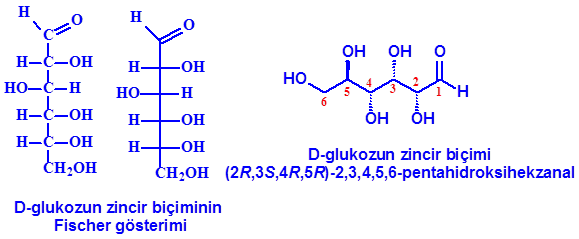 H
O
C
H
OH
HO
H
H
OH
H
OH
CH₂OH
H
O
H
OH
HO
H
H
OH
H
OH
CH₂OH
OH
OH
O
HO
H
OH
OH
6
5
4
3
2
1
D-glukozun zincir biçiminin
Fischer gösterimi
D-glukozun zincir biçimi
(2R,3S,4R,5R)-2,3,4,5,6-pentahidroksihekzanal